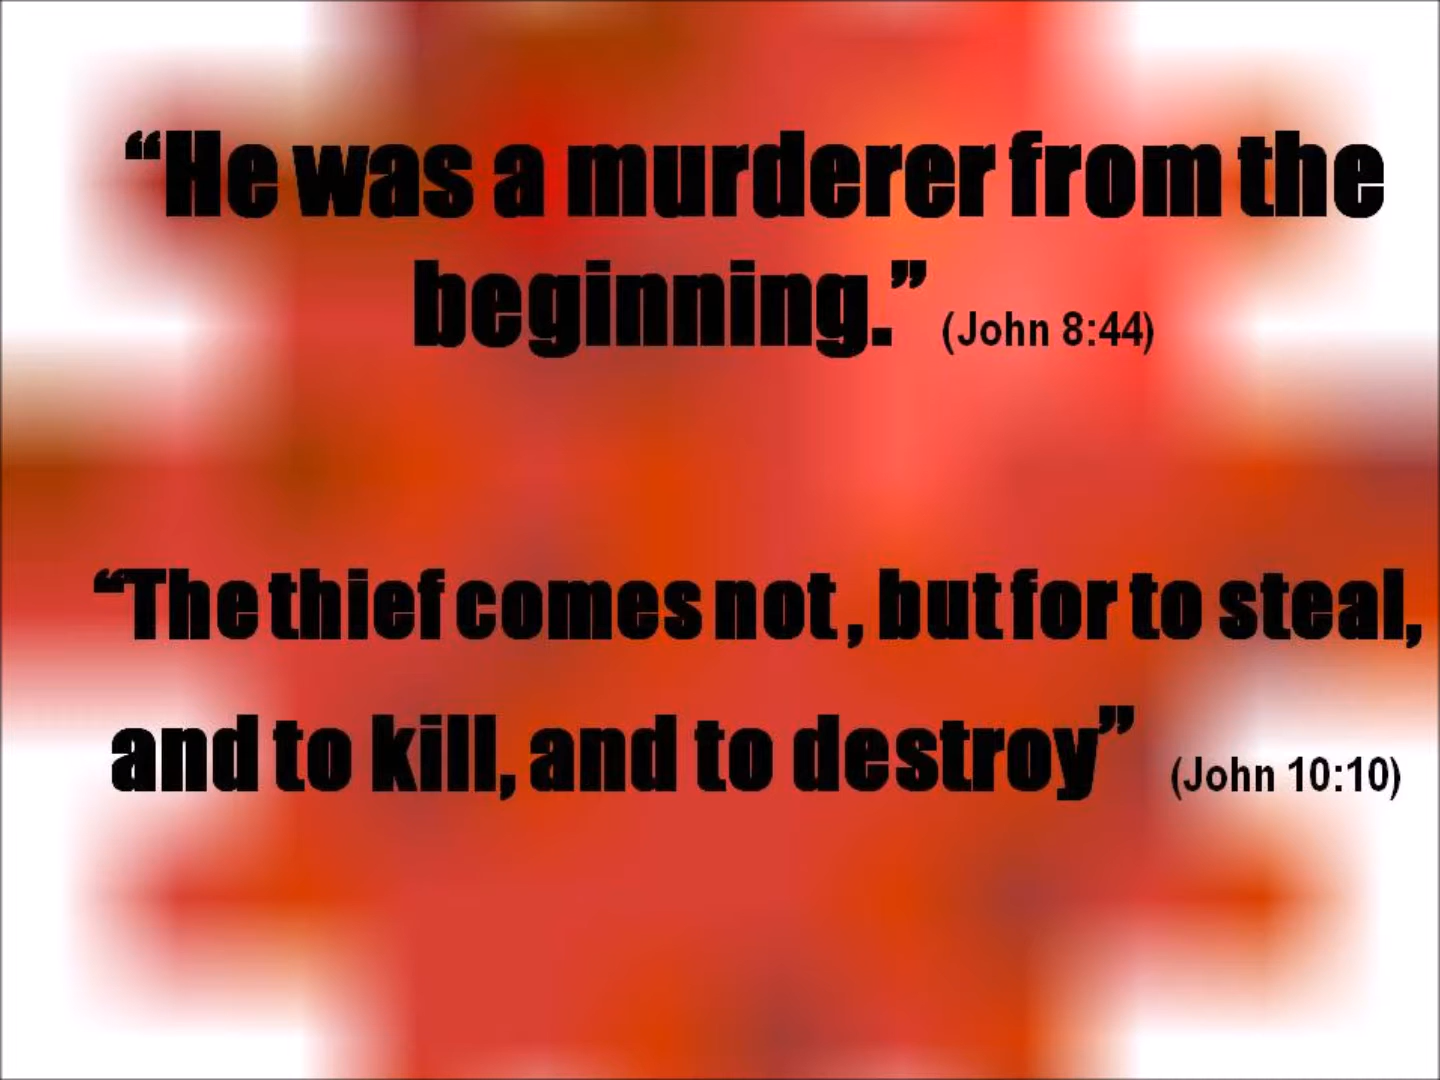 “He was a murderer from the
beginning.” (John 8:44)
“The thief comes not , but for to steal,
and to kill, and to destroy” (John 10:10)